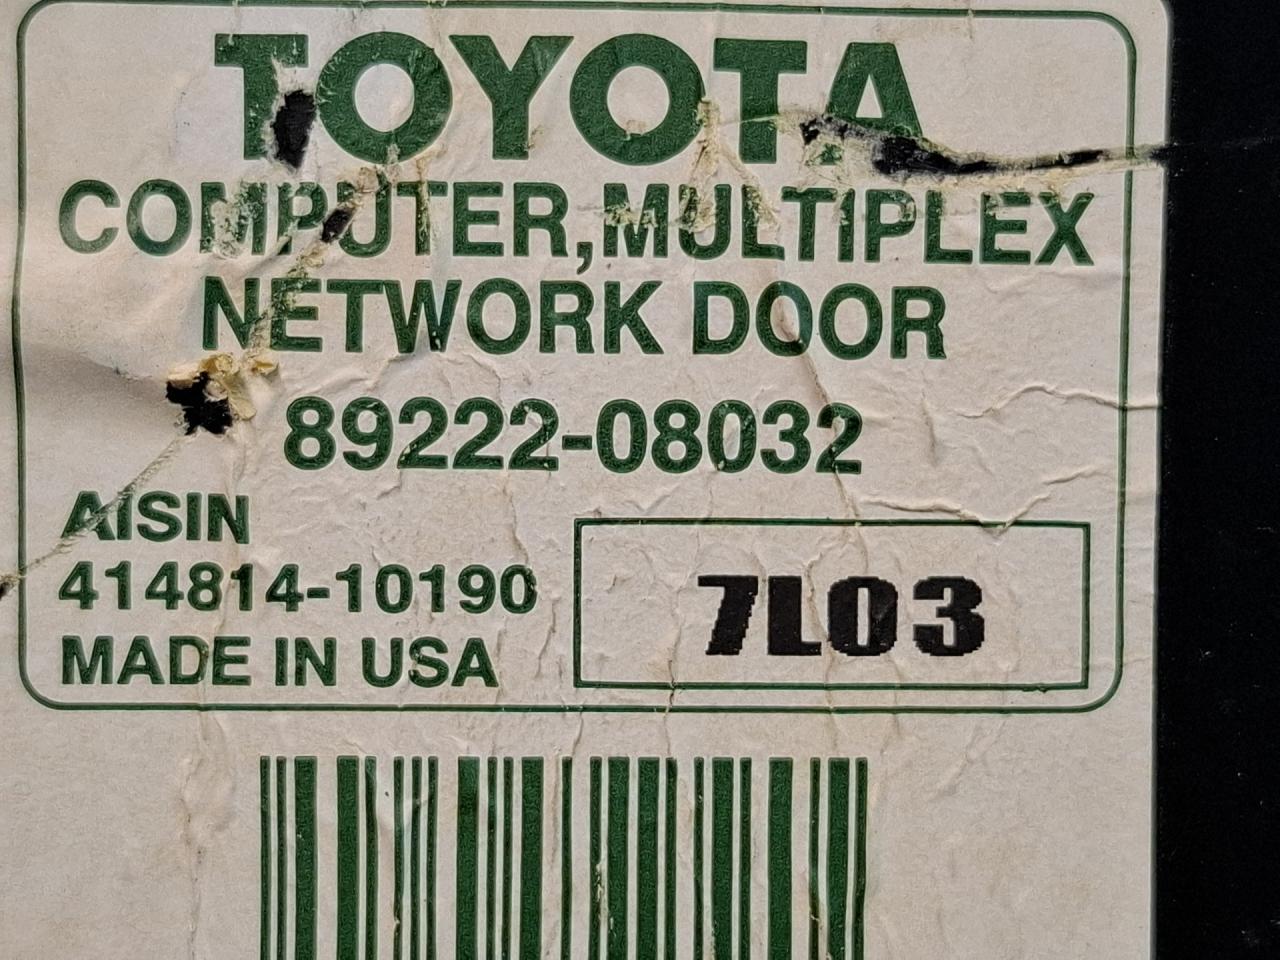 TOYOTA
COMPUTER,MULTIPLEX
NETWORK DOOR
89222-08032
AISIN
414814-10190
MADE IN USA
7L03